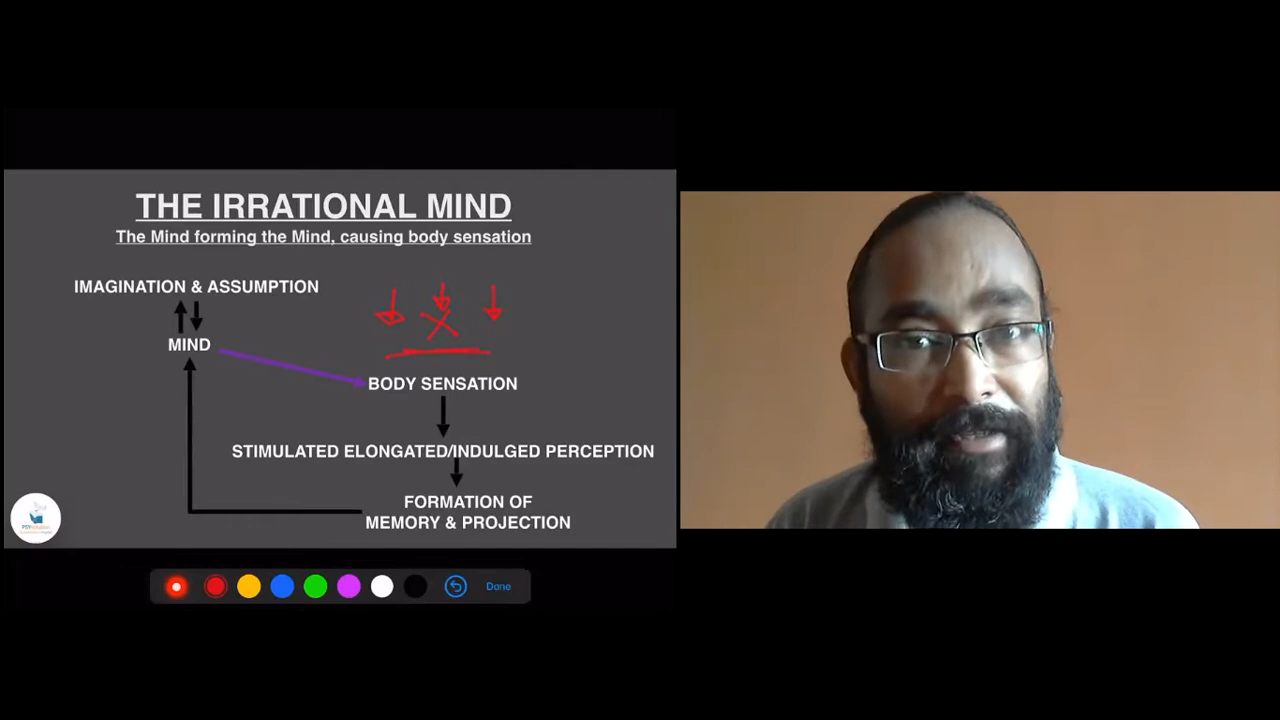 THE IRRATIONAL MIND
The Mind forming the Mind, causing body sensation
IMAGINATION & ASSUMPTION
MIND
BODY SENSATION
STIMULATED ELONGATED/INDULGED PERCEPTION
FORMATION OF
MEMORY & PROJECTION
Done